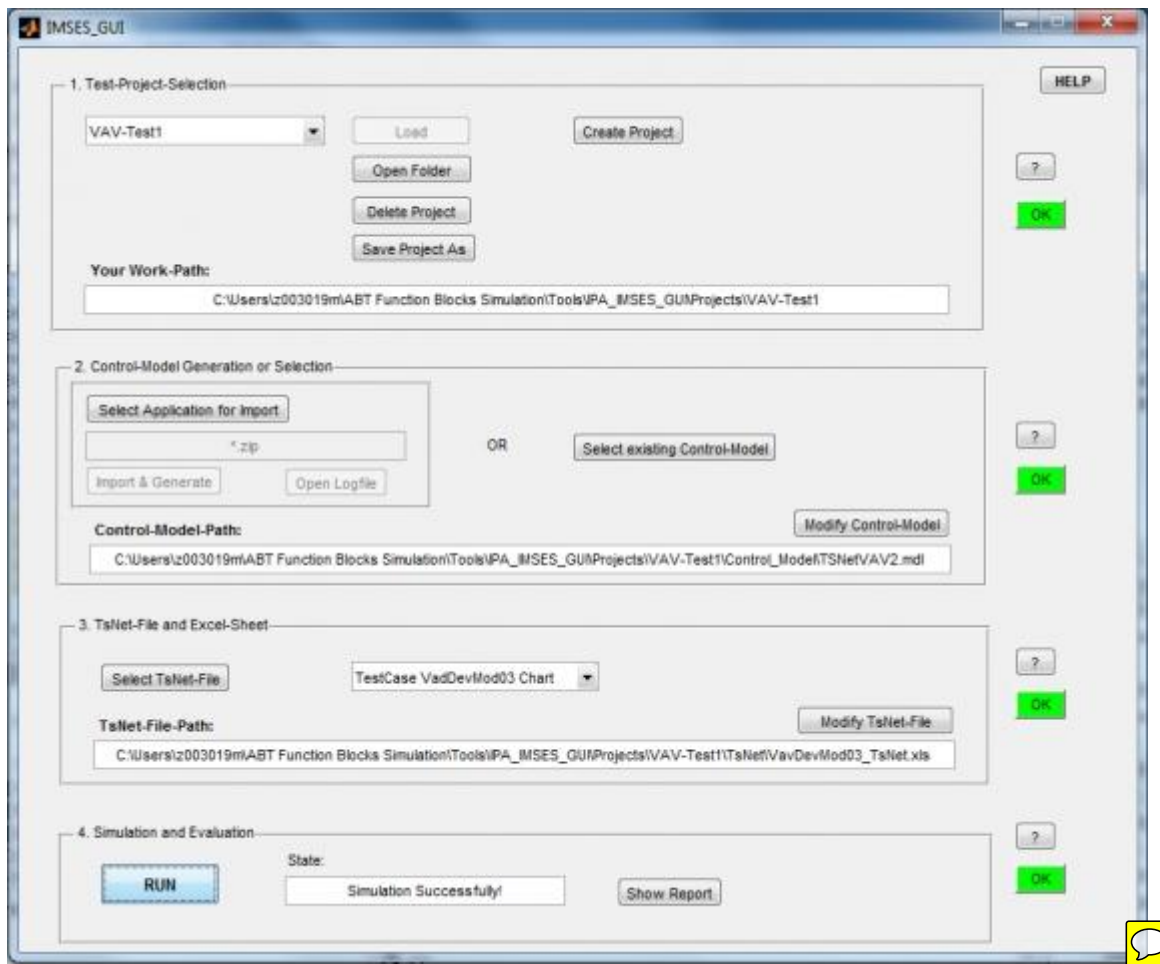 IMSES_GUI
HELP
1. Test-Project-Selection
VAV-Test1
Load
Create Project
Open Folder
?
Delete Project
OK
Save Project As
Your Work-Path:
C:\Users\z003019m\ABT Function Blocks Simulation\Tools\IPA_IMSES_GUI\Projects\VAV-Test1
2. Control-Model Generation or Selection
Select Application for Import
*.zip
OR
Select existing Control-Model
?
Import & Generate
Open Logfile
OK
Control-Model-Path:
Modify Control-Model
C:\Users\z003019m\ABT Function Blocks Simulation\Tools\IPA_IMSES_GUI\Projects\VAV-Test1\Control_Model\TSNetVAV2.mdl
3. TsNet-File and Excel-Sheet
Select TsNet-File
TestCase VadDevMod03 Chart
?
OK
TsNet-File-Path:
Modify TsNet-File
C:\Users\z003019m\ABT Function Blocks Simulation\Tools\IPA_IMSES_GUI\Projects\VAV-Test1\TsNet\VavDevMod03_TsNet.xls
4. Simulation and Evaluation
?
State:
RUN
Simulation Successfully!
Show Report
OK